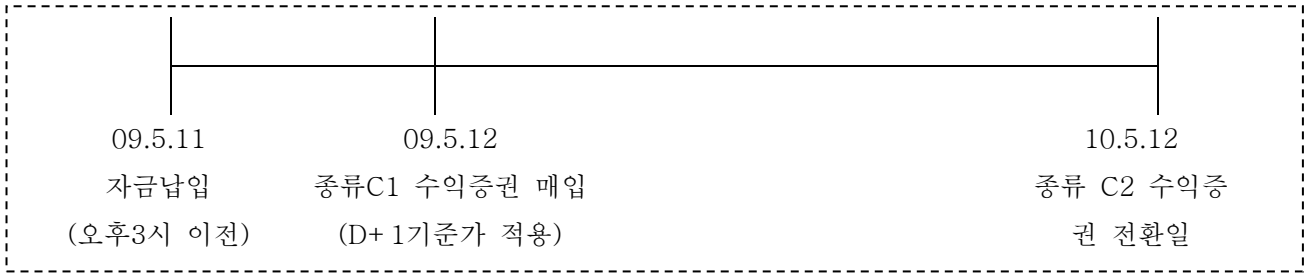 09.5.11 09.5.12 10.5.12
자금납입 종류C1 수익증권 매입 종류 C2 수익증
(오후3시 이전) (D+1기준가 적용) 권 전환일